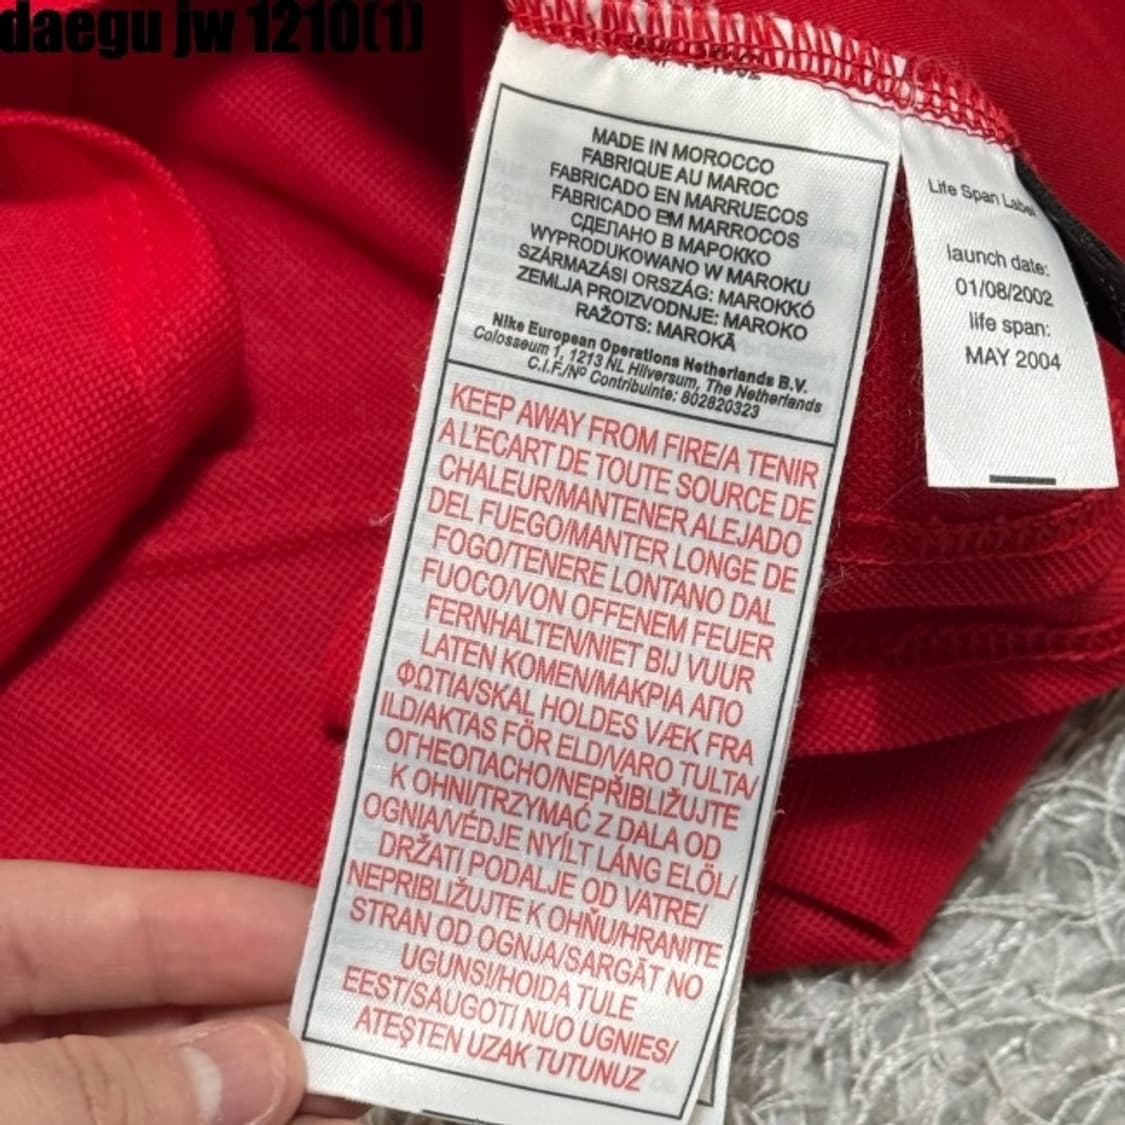 daegu jw 1210(1)
MADE IN MOROCCO
FABRIQUE AU MAROC
FABRICADO EN MARRUECOS
FABRICADO EM MARROCOS
СДЕЛАНО В МАРОККО
WYPRODUKOWANO W MAROKU
SZÁRMAZÁSI ORSZÁG: MAROKKÓ
ZEMLJA PROIZVODNJE: MAROKO
RAŽOTS: MAROKĀ
Nike European Operations Netherlands B.V.
Colosseum 1, 1213 NL Hilversum, The Netherlands
C.I.F./Nº Contribuinte: 802820323
KEEP AWAY FROM FIRE/A TENIR
A L'ECART DE TOUTE SOURCE DE
CHALEUR/MANTENER ALEJADO
DEL FUEGO/MANTER LONGE DE
FOGO/TENERE LONTANO DAL
FUOCO/VON OFFENEM FEUER
FERNHALTEN/NIET BIJ VUUR
LATEN KOMEN/ΜΑΚΡΙΑ ΑΠΟ
ΦΩΤΙΑ/SKAL HOLDES VÆK FRA
ILD/AKTAS FÖR ELD/VARO TULTA/
ОГНЕОПАСНО/NEPŘIBLIŽUJTE
K OHNI/TRZYMAĆ Z DALA OD
OGNIA/VÉDJE NYÍLT LÁNG ELÖL/
DRŽATI PODALJE OD VATRE/
NEPRIBLIŽUJTE K OHŇU/HRANITE
STRAN OD OGNJA/SARGĀT NO
UGUNS!/HOIDA TULE
EEST/SAUGOTI NUO UGNIES/
ATEŞTEN UZAK TUTUNUZ
Life Span Label
launch date:
01/08/2002
life span:
MAY 2004